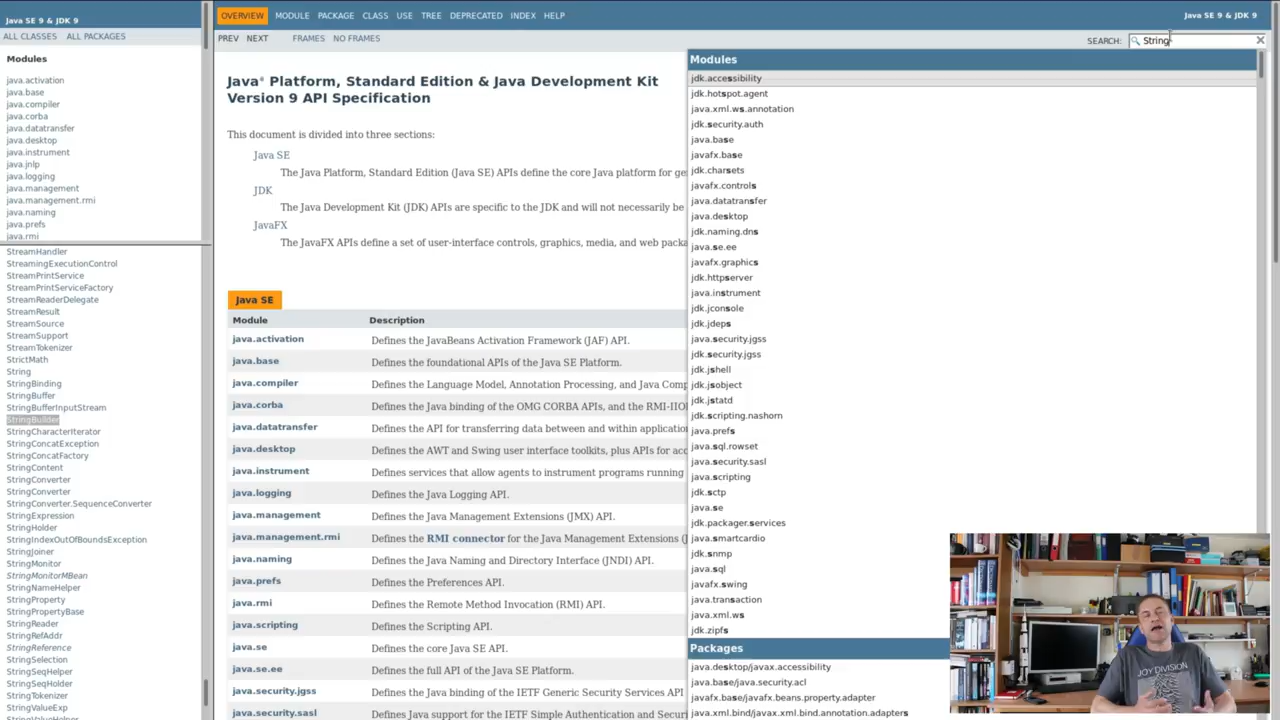 Java SE 9 & JDK 9
ALL CLASSES ALL PACKAGES
Modules
java.activation
java.base
java.compiler
java.corba
java.datatransfer
java.desktop
java.instrument
java.jnlp
java.logging
java.management
java.management.rmi
java.naming
java.prefs
java.rmi
StreamHandler
StreamingExecutionControl
StreamPrintService
StreamPrintServiceFactory
StreamReaderDelegate
StreamResult
StreamSource
StreamSupport
StreamTokenizer
StrictMath
String
StringBinding
StringBuffer
StringBufferInputStream
StringBuilder
StringCharacterIterator
StringConcatException
StringConcatFactory
StringContent
StringConverter
StringConverter
StringConverter.SequenceConverter
StringExpression
StringHolder
StringIndexOutOfBoundsException
StringJoiner
StringMonitor
StringMonitorMBean
StringNameHelper
StringProperty
StringPropertyBase
StringReader
StringRefAddr
StringReference
StringSelection
StringSeqHelper
StringSeqHolder
StringTokenizer
StringValueExp
StringValueHelper
OVERVIEW MODULE PACKAGE CLASS USE TREE DEPRECATED INDEX HELP
Java SE 9 & JDK 9
PREV NEXT FRAMES NO FRAMES
SEARCH: String
Java® Platform, Standard Edition & Java Development Kit
Version 9 API Specification
This document is divided into three sections:
Java SE
The Java Platform, Standard Edition (Java SE) APIs define the core Java platform for ge
JDK
The Java Development Kit (JDK) APIs are specific to the JDK and will not necessarily be
JavaFX
The JavaFX APIs define a set of user-interface controls, graphics, media, and web packa
Java SE
Module Description
java.activation Defines the JavaBeans Activation Framework (JAF) API.
java.base Defines the foundational APIs of the Java SE Platform.
java.compiler Defines the Language Model, Annotation Processing, and Java Comp
java.corba Defines the Java binding of the OMG CORBA APIs, and the RMI-IIO
java.datatransfer Defines the API for transferring data between and within applicatio
java.desktop Defines the AWT and Swing user interface toolkits, plus APIs for acc
java.instrument Defines services that allow agents to instrument programs running
java.logging Defines the Java Logging API.
java.management Defines the Java Management Extensions (JMX) API.
java.management.rmi Defines the RMI connector for the Java Management Extensions (J
java.naming Defines the Java Naming and Directory Interface (JNDI) API.
java.prefs Defines the Preferences API.
java.rmi Defines the Remote Method Invocation (RMI) API.
java.scripting Defines the Scripting API.
java.se Defines the core Java SE API.
java.se.ee Defines the full API of the Java SE Platform.
java.security.jgss Defines the Java binding of the IETF Generic Security Services API
java.security.sasl Defines Java support for the IETF Simple Authentication and Securi
Modules
jdk.accessibility
jdk.hotspot.agent
java.xml.ws.annotation
jdk.security.auth
java.base
javafx.base
jdk.charsets
javafx.controls
java.datatransfer
java.desktop
jdk.naming.dns
java.se.ee
javafx.graphics
jdk.httpserver
java.instrument
jdk.jconsole
jdk.jdeps
java.security.jgss
jdk.security.jgss
jdk.jshell
jdk.jsobject
jdk.jstatd
jdk.scripting.nashorn
java.prefs
java.sql.rowset
java.security.sasl
java.scripting
jdk.sctp
java.se
jdk.packager.services
java.smartcardio
jdk.snmp
java.sql
javafx.swing
java.transaction
java.xml.ws
jdk.zipfs
Packages
java.desktop/javax.accessibility
java.base/java.security.acl
javafx.base/javafx.beans.property.adapter
java.xml.bind/javax.xml.bind.annotation.adapters
JOY DIVISION